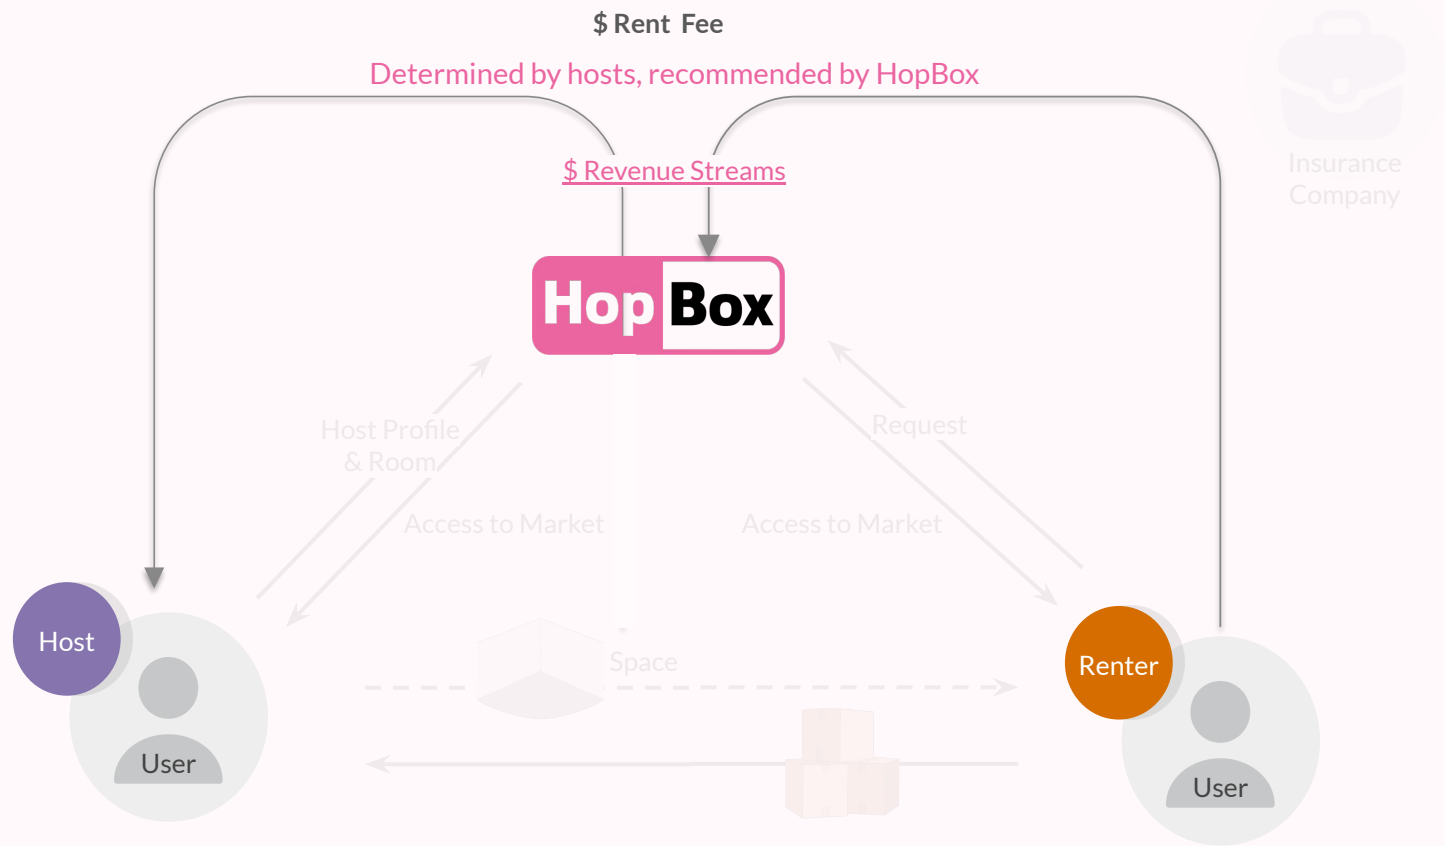 $ Rent Fee
Determined by hosts, recommended by HopBox
Insurance
Company
$ Revenue Streams
Hop Box
Host Profile
& Room
Request
Access to Market
Access to Market
Host
Space
Renter
User
User